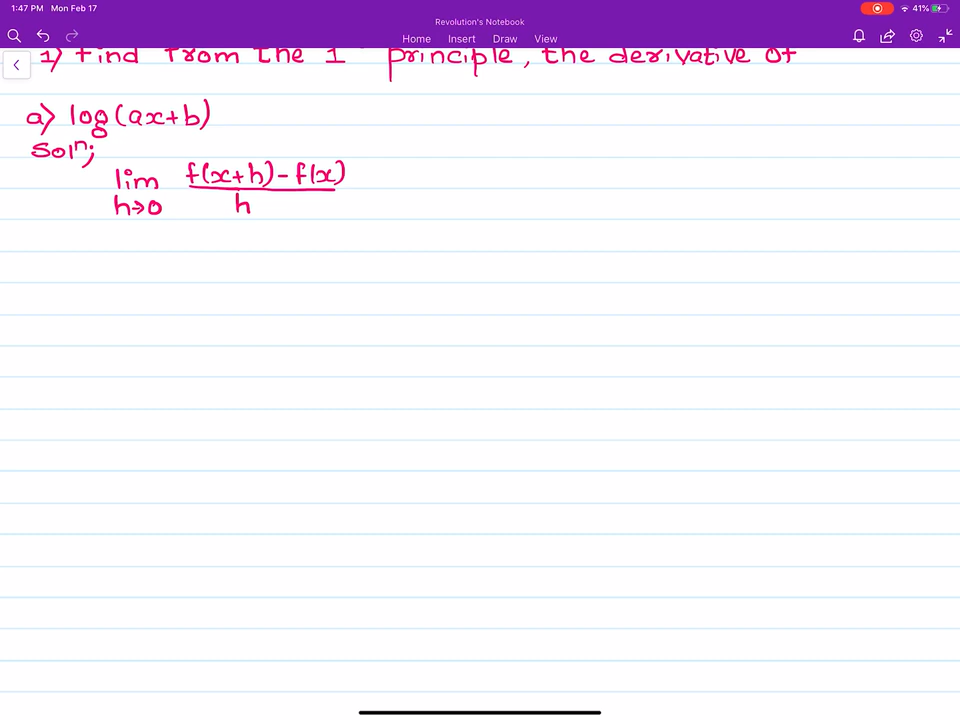 1:47 PM Mon Feb 17
41%
Revolution's Notebook
Home Insert Draw View
1) Find from the 1 principle, the derivative of
a) log(ax+b)
Solⁿ;
lim f(x+h)-f(x)
h→0 h